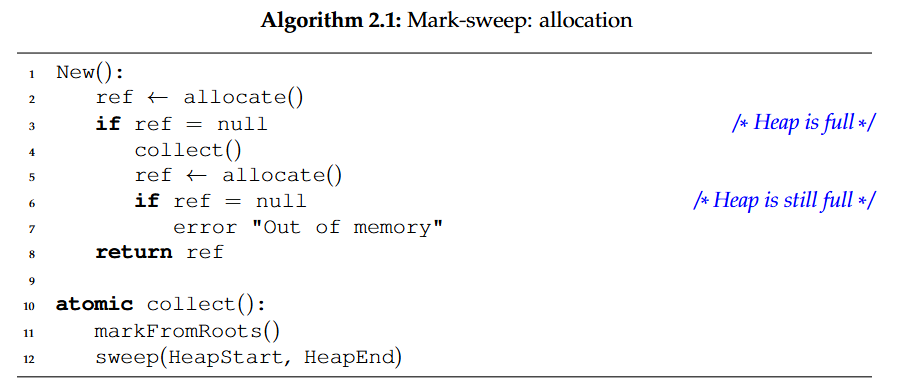 Algorithm 2.1: Mark-sweep: allocation
1 New():
2 ref ← allocate()
3 if ref = null /* Heap is full */
4 collect()
5 ref ← allocate()
6 if ref = null /* Heap is still full */
7 error "Out of memory"
8 return ref
9
10 atomic collect():
11 markFromRoots()
12 sweep(HeapStart, HeapEnd)